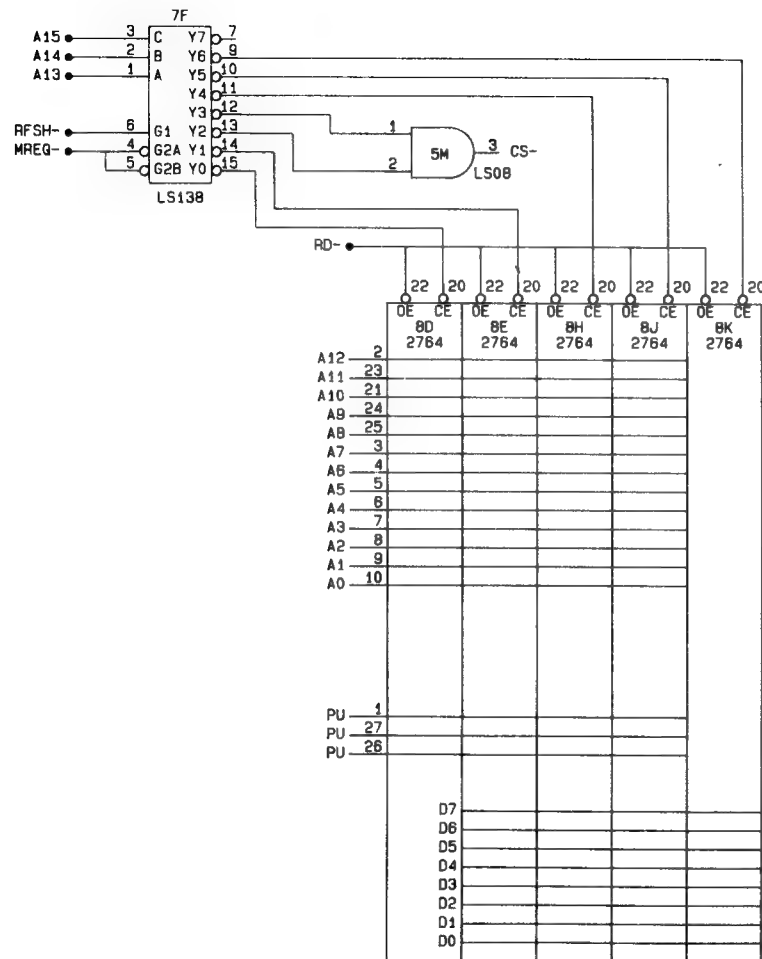 7F
A15 3 C Y7 7
A14 2 B Y6 9
A13 1 A Y5 10
Y4 11
Y3 12
RFSH- 6 G1 Y2 13
MREG- 4 G2A Y1 14
5 G2B Y0 15
LS138
1
2
5M
3 CS-
LS08
RD-
22 20 22 20 22 20 22 20 22 20
OE CE OE CE OE CE OE CE OE CE
8D 8E 8H 8J 8K
2764 2764 2764 2764 2764
A12 2
A11 23
A10 21
A9 24
A8 25
A7 3
A6 4
A5 5
A4 6
A3 7
A2 8
A1 9
A0 10
PU 1
PU 27
PU 26
D7
D6
D5
D4
D3
D2
D1
D0